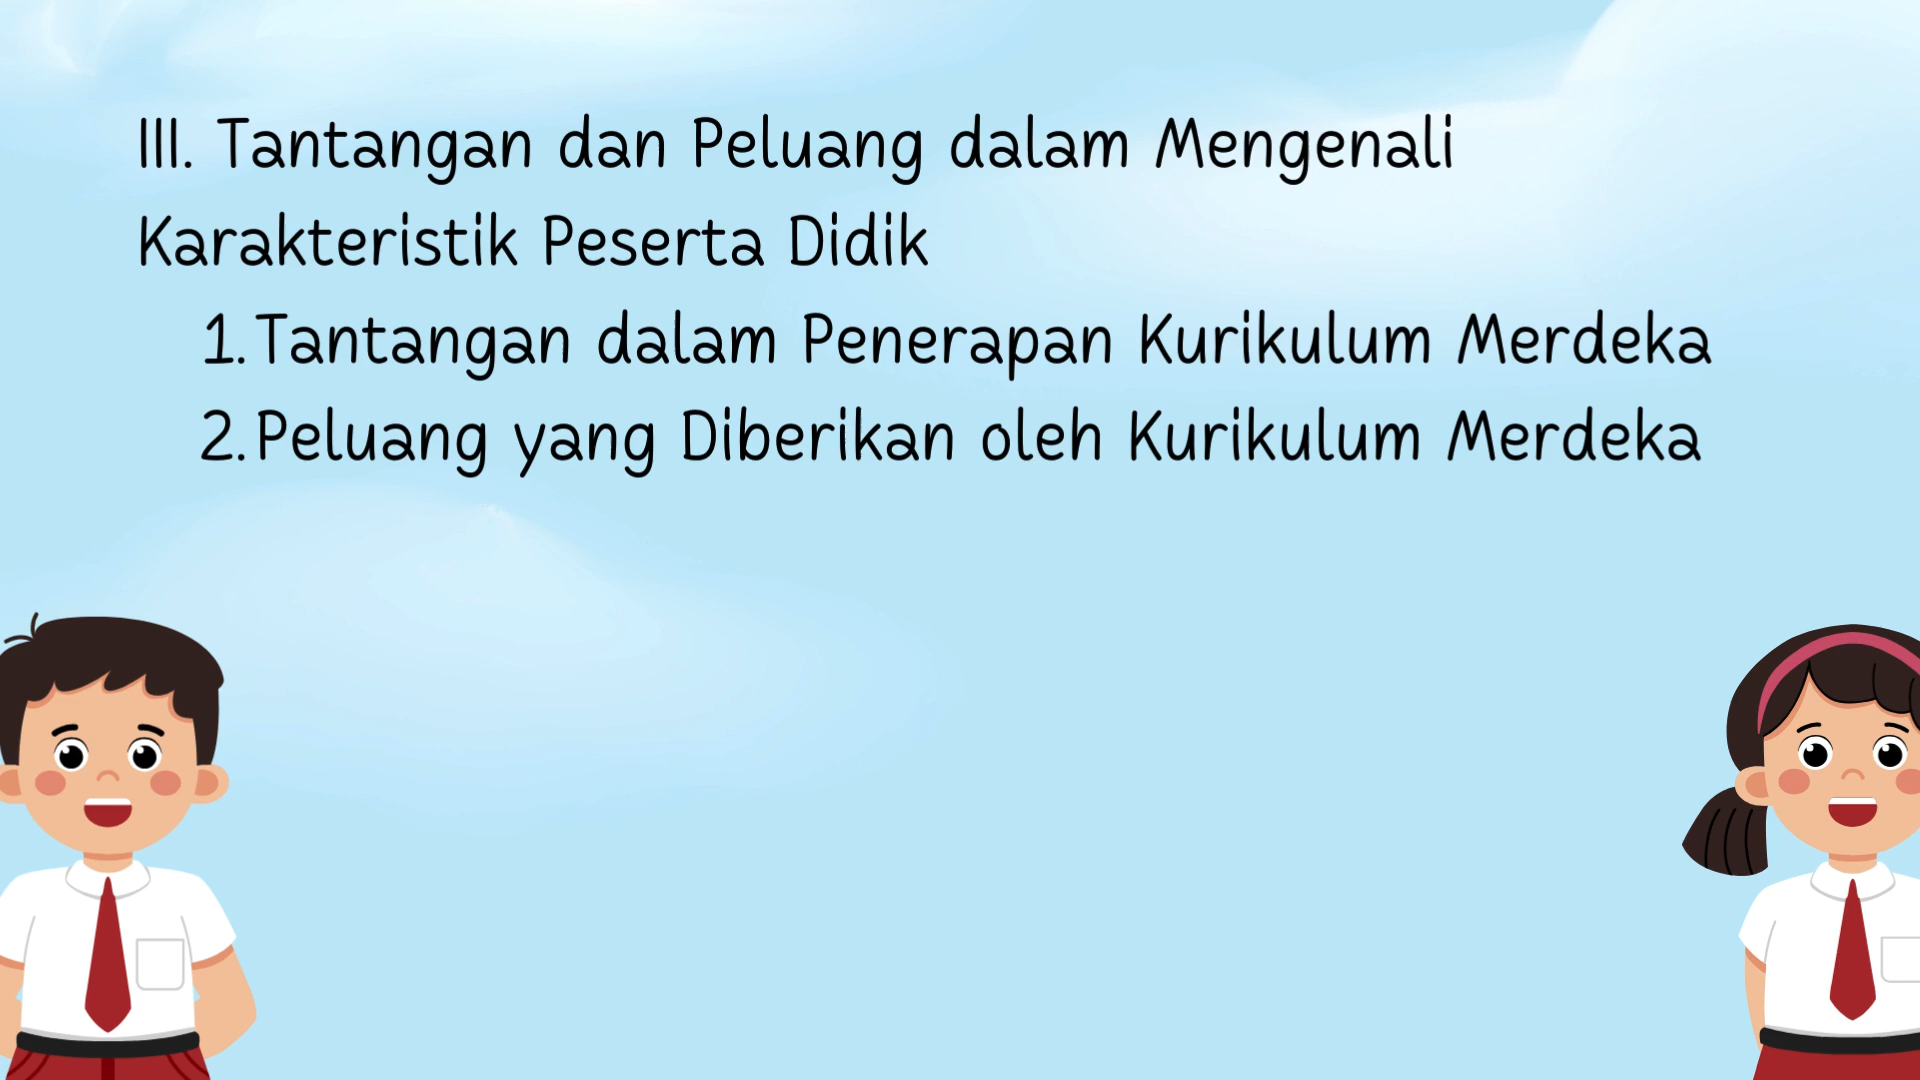 III. Tantangan dan Peluang dalam Mengenali
Karakteristik Peserta Didik
1. Tantangan dalam Penerapan Kurikulum Merdeka
2. Peluang yang Diberikan oleh Kurikulum Merdeka